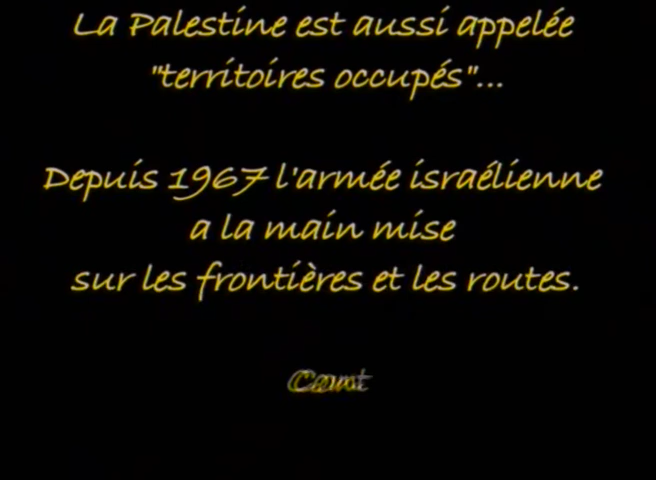 La Palestine est aussi appelée
"territoires occupés"...
Depuis 1967 l'armée israélienne
a la main mise
sur les frontières et les routes.